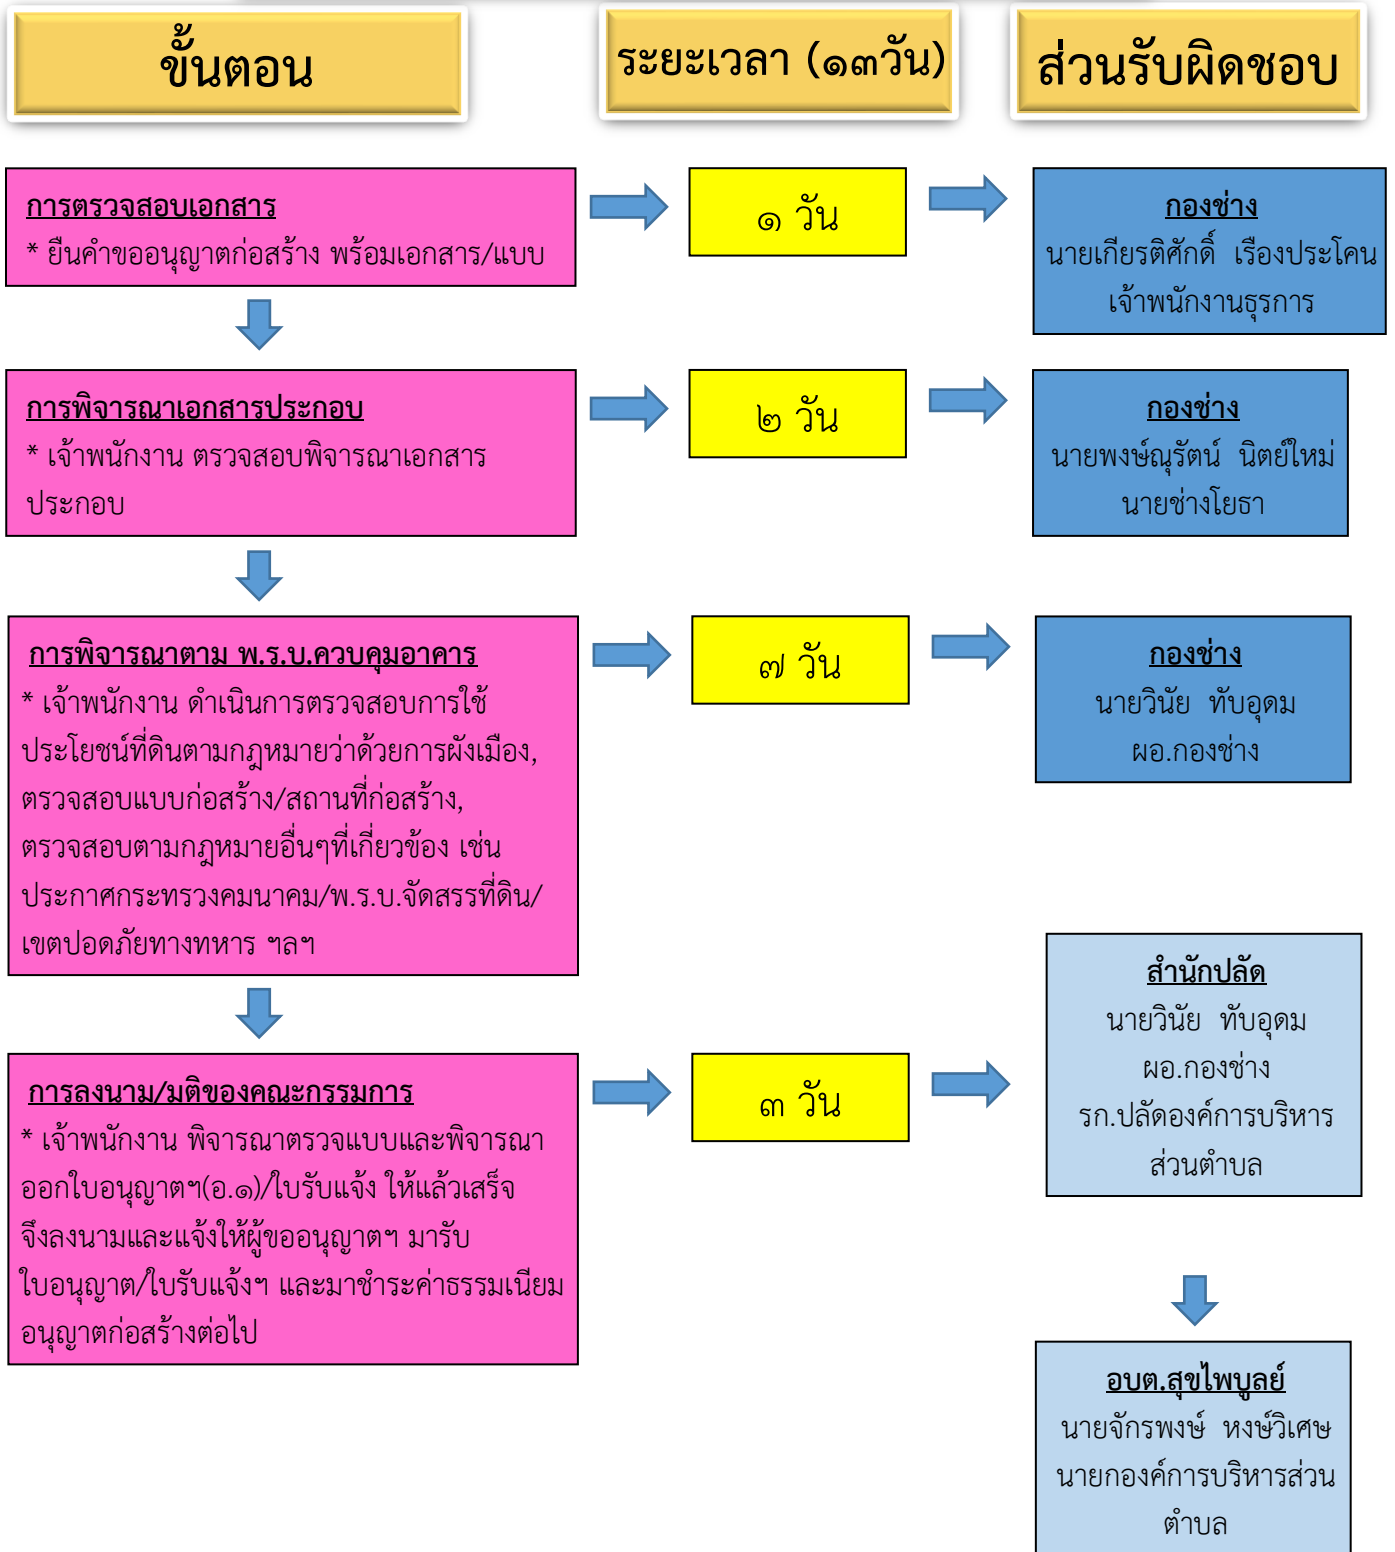 ขั้นตอน
ระยะเวลา (๑๓วัน)
ส่วนรับผิดชอบ
การตรวจสอบเอกสาร
* ยื่นคำขออนุญาตก่อสร้าง พร้อมเอกสาร/แบบ
๑ วัน
กองช่าง
นายเกียรติศักดิ์ เรืองประโคน
เจ้าพนักงานธุรการ
การพิจารณาเอกสารประกอบ
* เจ้าพนักงาน ตรวจสอบพิจารณาเอกสาร
ประกอบ
๒ วัน
กองช่าง
นายพงษ์ณุรัตน์ นิตย์ใหม่
นายช่างโยธา
การพิจารณาตาม พ.ร.บ.ควบคุมอาคาร
* เจ้าพนักงาน ดำเนินการตรวจสอบการใช้
ประโยชน์ที่ดินตามกฎหมายว่าด้วยการผังเมือง,
ตรวจสอบแบบก่อสร้าง/สถานที่ก่อสร้าง,
ตรวจสอบตามกฎหมายอื่นๆที่เกี่ยวข้อง เช่น
ประกาศกระทรวงคมนาคม/พ.ร.บ.จัดสรรที่ดิน/
เขตปอดภัยทางทหาร ฯลฯ
๗ วัน
กองช่าง
นายวินัย ทับอุดม
ผอ.กองช่าง
การลงนาม/มติของคณะกรรมการ
* เจ้าพนักงาน พิจารณาตรวจแบบและพิจารณา
ออกใบอนุญาตฯ(อ.๑)/ใบรับแจ้ง ให้แล้วเสร็จ
จึงลงนามและแจ้งให้ผู้ขออนุญาตฯ มารับ
ใบอนุญาต/ใบรับแจ้งฯ และมาชำระค่าธรรมเนียม
อนุญาตก่อสร้างต่อไป
๓ วัน
สำนักปลัด
นายวินัย ทับอุดม
ผอ.กองช่าง
รก.ปลัดองค์การบริหาร
ส่วนตำบล
อบต.สุขไพบูลย์
นายจักรพงษ์ หงษ์วิเศษ
นายกองค์การบริหารส่วน
ตำบล